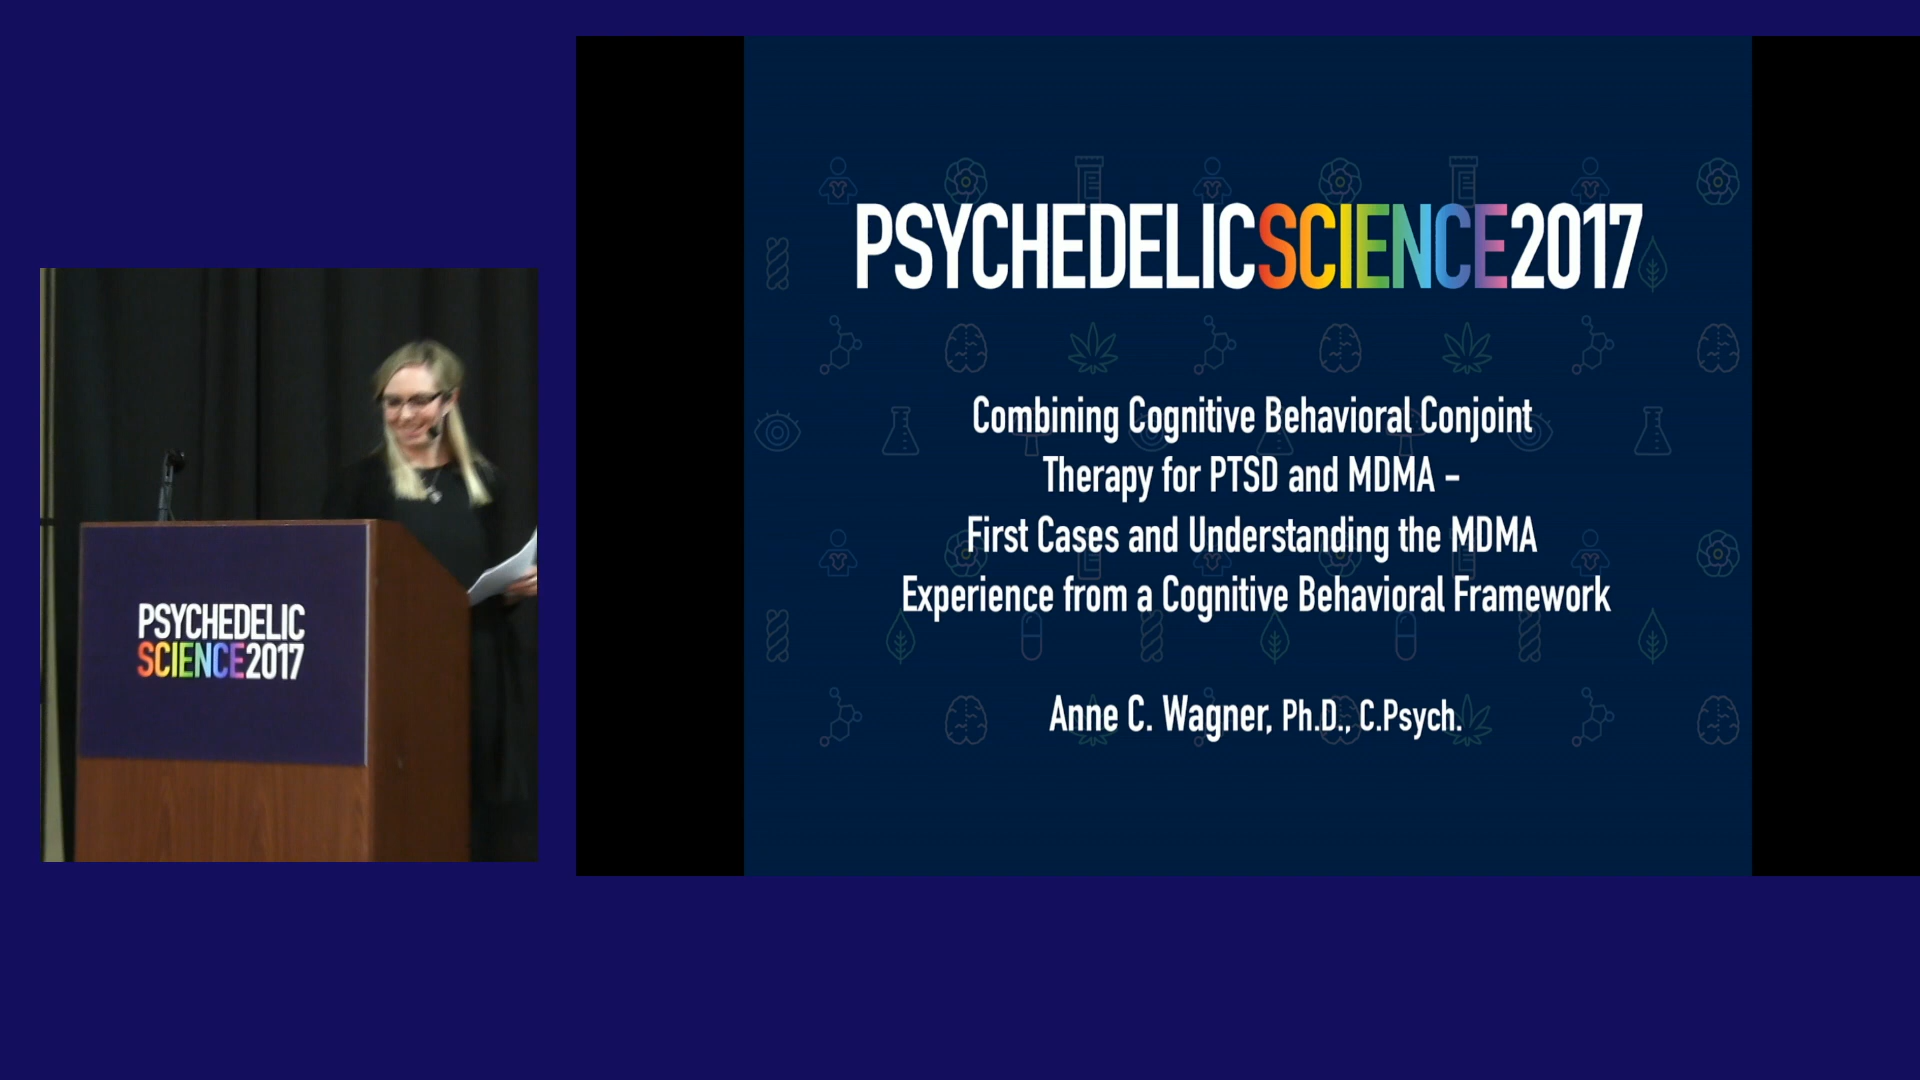 PSYCHEDELICSCIENCE2017
Combining Cognitive Behavioral Conjoint
Therapy for PTSD and MDMA –
First Cases and Understanding the MDMA
Experience from a Cognitive Behavioral Framework
Anne C. Wagner, Ph.D., C.Psych.
PSYCHEDELIC
SCIENCE2017